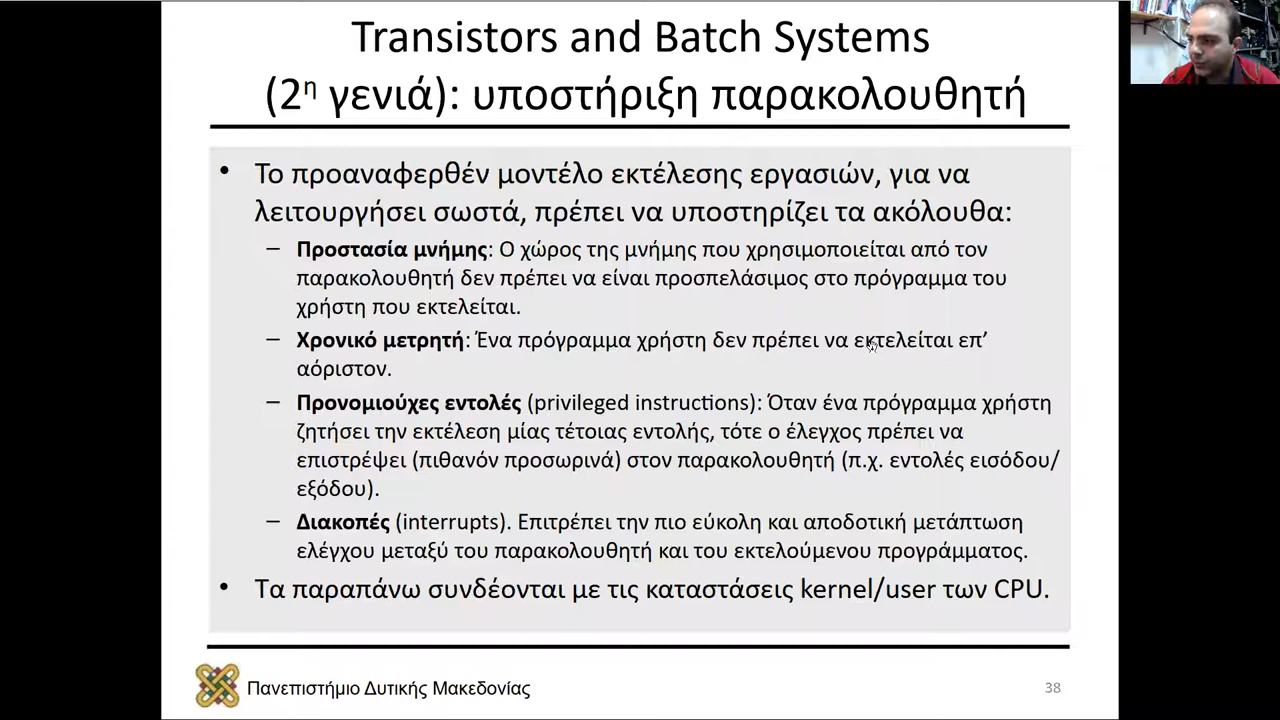 Transistors and Batch Systems
(2η γενιά): υποστήριξη παρακολουθητή
• Το προαναφερθέν μοντέλο εκτέλεσης εργασιών, για να
λειτουργήσει σωστά, πρέπει να υποστηρίζει τα ακόλουθα:
– Προστασία μνήμης: Ο χώρος της μνήμης που χρησιμοποιείται από τον
παρακολουθητή δεν πρέπει να είναι προσπελάσιμος στο πρόγραμμα του
χρήστη που εκτελείται.
– Χρονικό μετρητή: Ένα πρόγραμμα χρήστη δεν πρέπει να εκτελείται επ’
αόριστον.
– Προνομιούχες εντολές (privileged instructions): Όταν ένα πρόγραμμα χρήστη
ζητήσει την εκτέλεση μίας τέτοιας εντολής, τότε ο έλεγχος πρέπει να
επιστρέψει (πιθανόν προσωρινά) στον παρακολουθητή (π.χ. εντολές εισόδου/
εξόδου).
– Διακοπές (interrupts). Επιτρέπει την πιο εύκολη και αποδοτική μετάπτωση
ελέγχου μεταξύ του παρακολουθητή και του εκτελούμενου προγράμματος.
• Τα παραπάνω συνδέονται με τις καταστάσεις kernel/user των CPU.
Πανεπιστήμιο Δυτικής Μακεδονίας
38